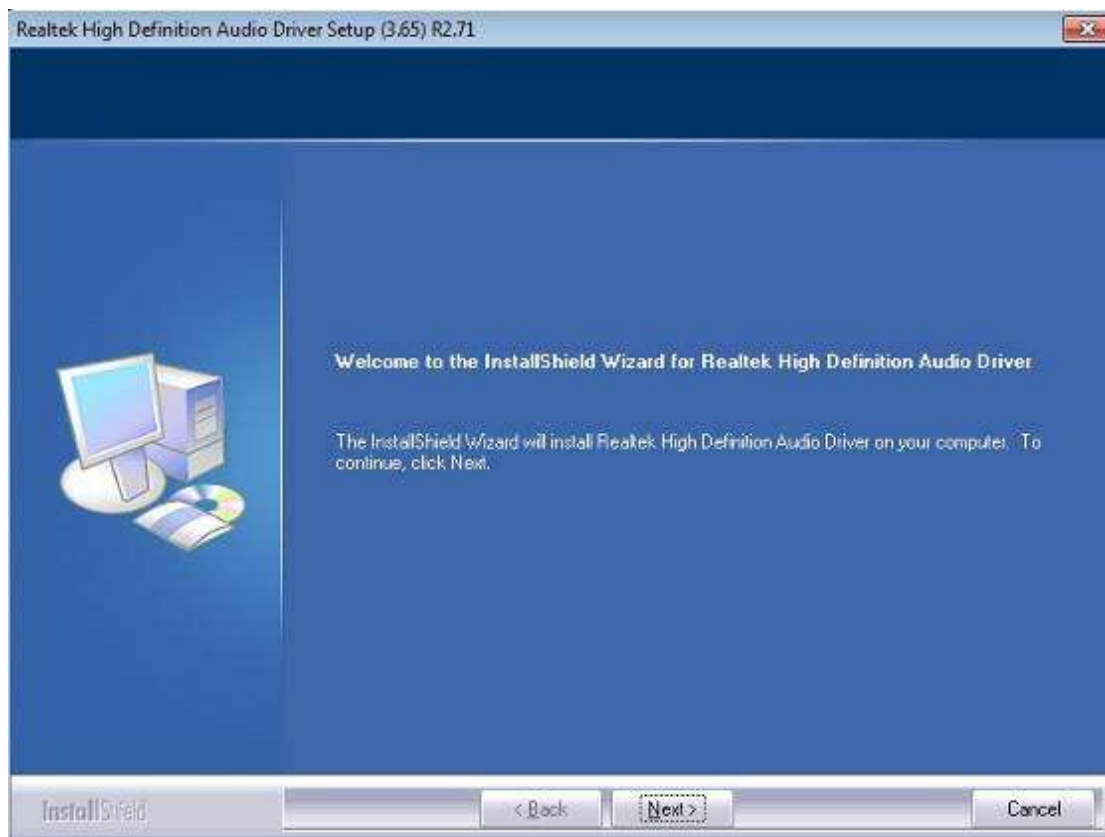 Realtek High Definition Audio Driver Setup (3.65) R2.71
Welcome to the InstallShield Wizard for Realtek High Definition Audio Driver
The InstallShield Wizard will install Realtek High Definition Audio Driver on your computer. To
continue, click Next.
InstallShield
< Back
Next >
Cancel